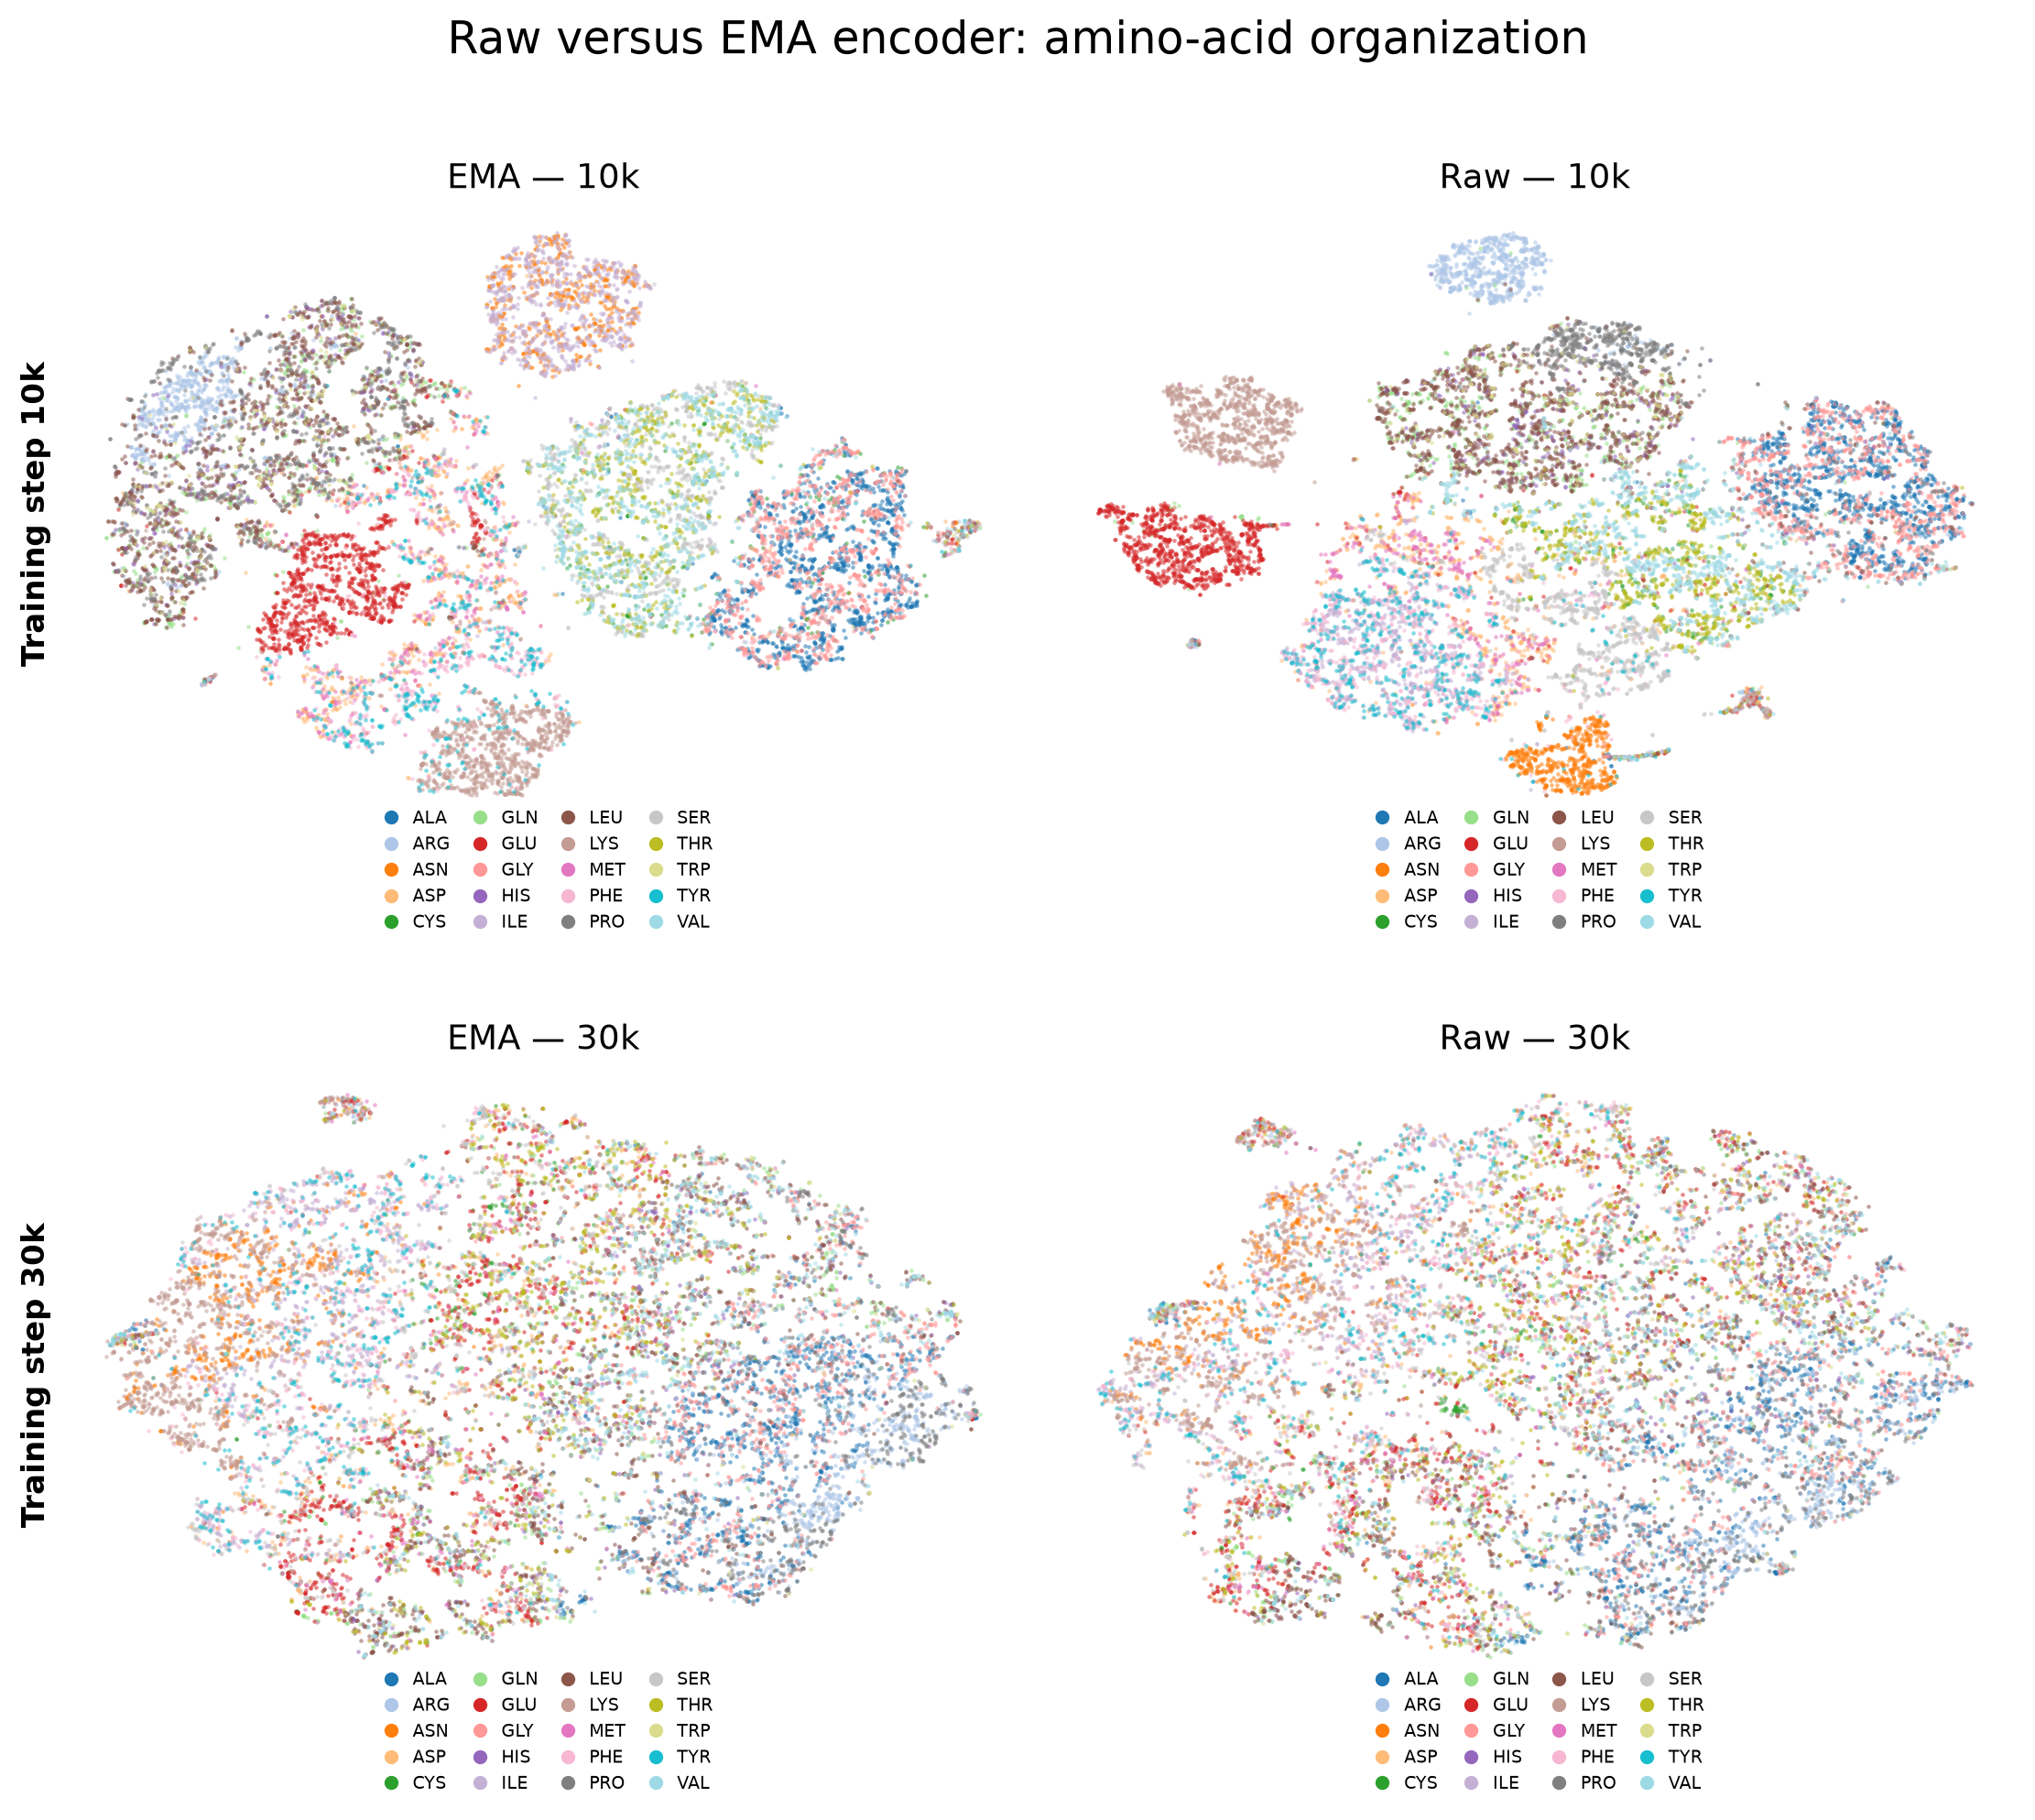 Raw versus EMA encoder: amino-acid organization
EMA — 10k
Raw — 10k
Training step 10k
ALA GLN LEU SER
ARG GLU LYS THR
ASN GLY MET TRP
ASP HIS PHE TYR
CYS ILE PRO VAL
ALA GLN LEU SER
ARG GLU LYS THR
ASN GLY MET TRP
ASP HIS PHE TYR
CYS ILE PRO VAL
EMA — 30k
Raw — 30k
Training step 30k
ALA GLN LEU SER
ARG GLU LYS THR
ASN GLY MET TRP
ASP HIS PHE TYR
CYS ILE PRO VAL
ALA GLN LEU SER
ARG GLU LYS THR
ASN GLY MET TRP
ASP HIS PHE TYR
CYS ILE PRO VAL